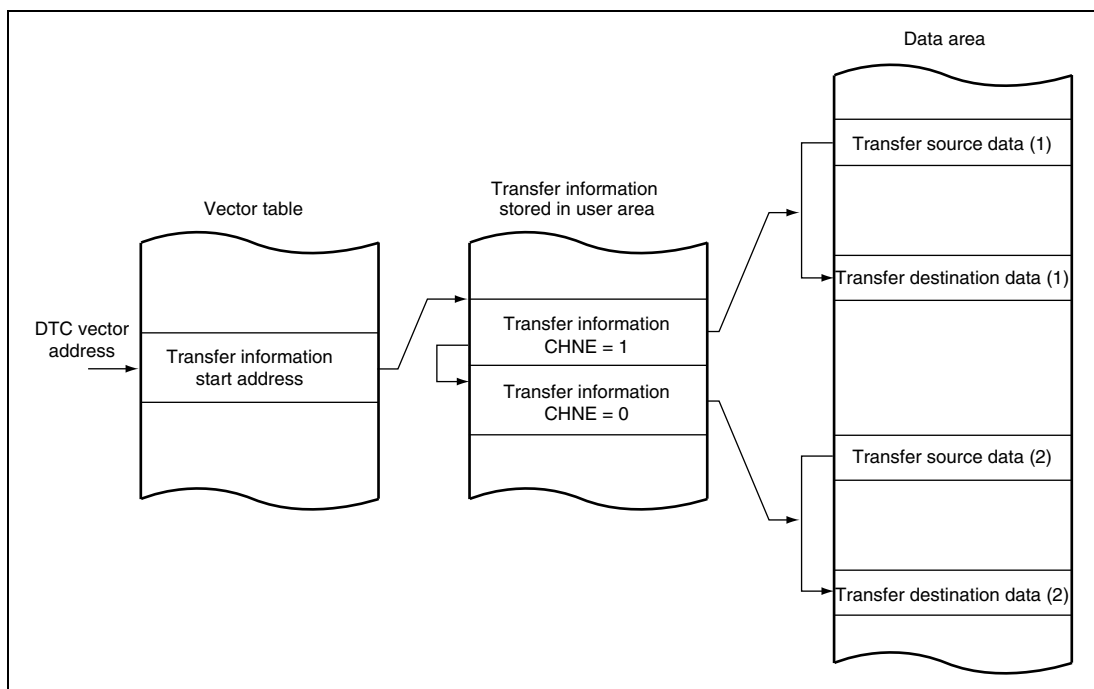 DTC vector
address
Vector table
Transfer information
start address
Transfer information
stored in user area
Transfer information
CHNE = 1
Transfer information
CHNE = 0
Data area
Transfer source data (1)
Transfer destination data (1)
Transfer source data (2)
Transfer destination data (2)